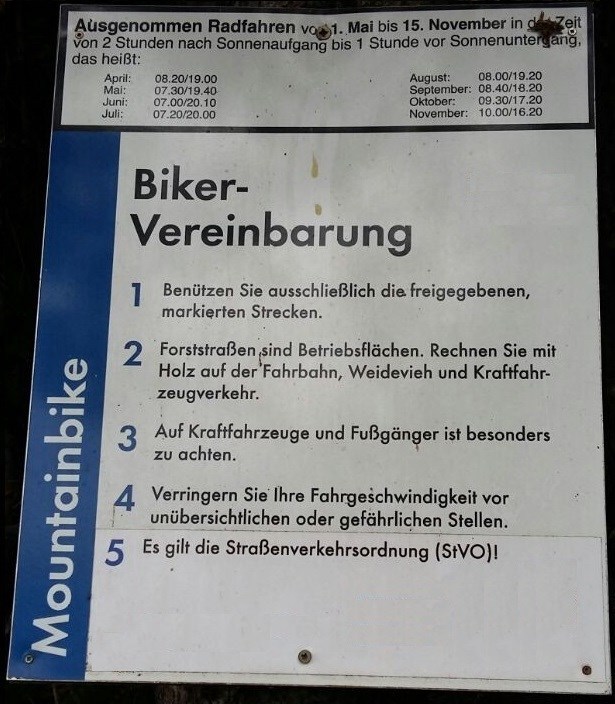 Ausgenommen Radfahren vom 1. Mai bis 15. November in der Zeit
von 2 Stunden nach Sonnenaufgang bis 1 Stunde vor Sonnenuntergang,
das heißt:
April: 08.20/19.00
Mai: 07.30/19.40
Juni: 07.00/20.10
Juli: 07.20/20.00
August: 08.00/19.20
September: 08.40/18.20
Oktober: 09.30/17.20
November: 10.00/16.20
Biker-
Vereinbarung
1 Benützen Sie ausschließlich die freigegebenen,
markierten Strecken.
2 Forststraßen sind Betriebsflächen. Rechnen Sie mit
Holz auf der Fahrbahn, Weidevieh und Kraftfahr-
zeugverkehr.
3 Auf Kraftfahrzeuge und Fußgänger ist besonders
zu achten.
4 Verringern Sie Ihre Fahrgeschwindigkeit vor
unübersichtlichen oder gefährlichen Stellen.
5 Es gilt die Straßenverkehrsordnung (StVO)!
Mountainbike